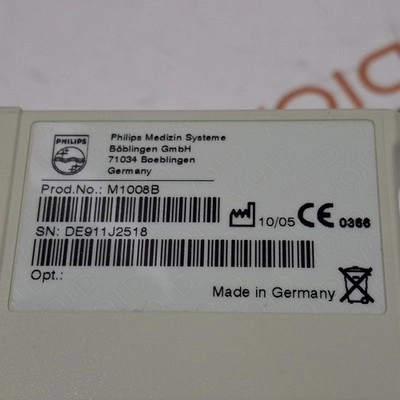 PHILIPS
Philips Medizin Systeme
Böblingen GmbH
71034 Boeblingen
Germany
Prod.No.: M1008B
10/05 CE 0366
SN: DE911J2518
Opt.:
Made in Germany